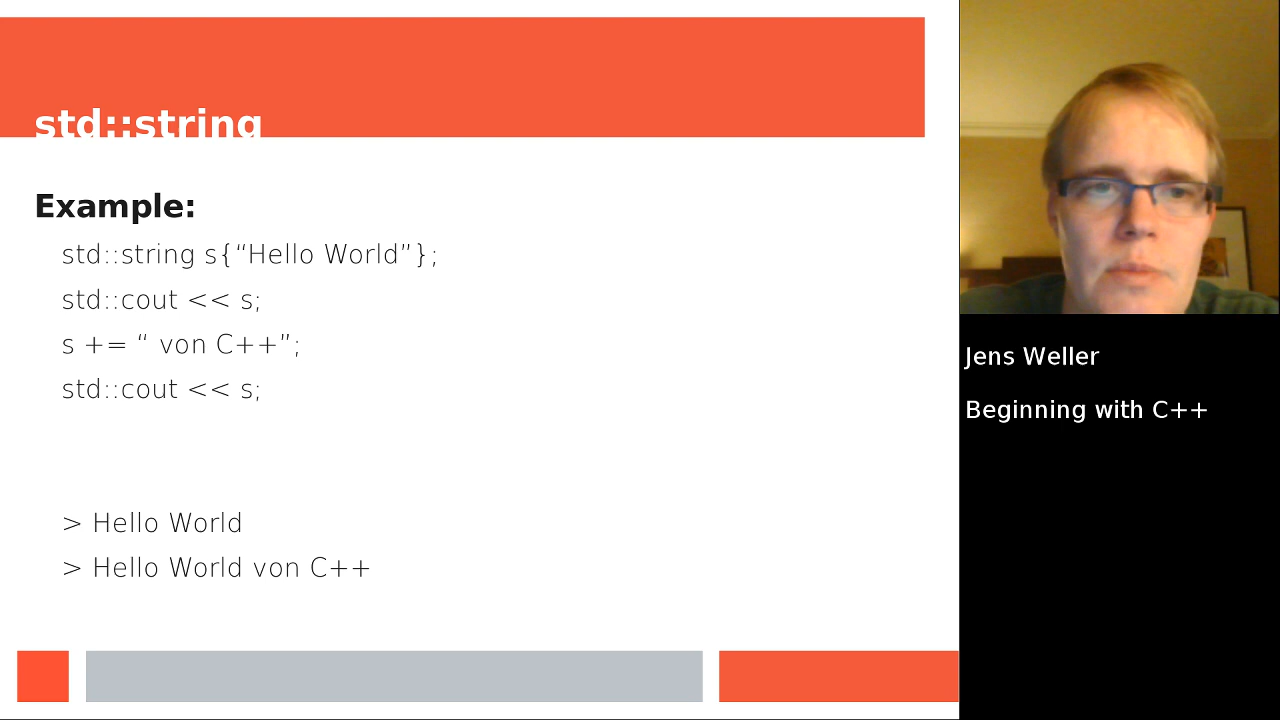 std::string
Example:
std::string s{“Hello World”};
std::cout << s;
s += “ von C++”;
std::cout << s;
> Hello World
> Hello World von C++
Jens Weller
Beginning with C++